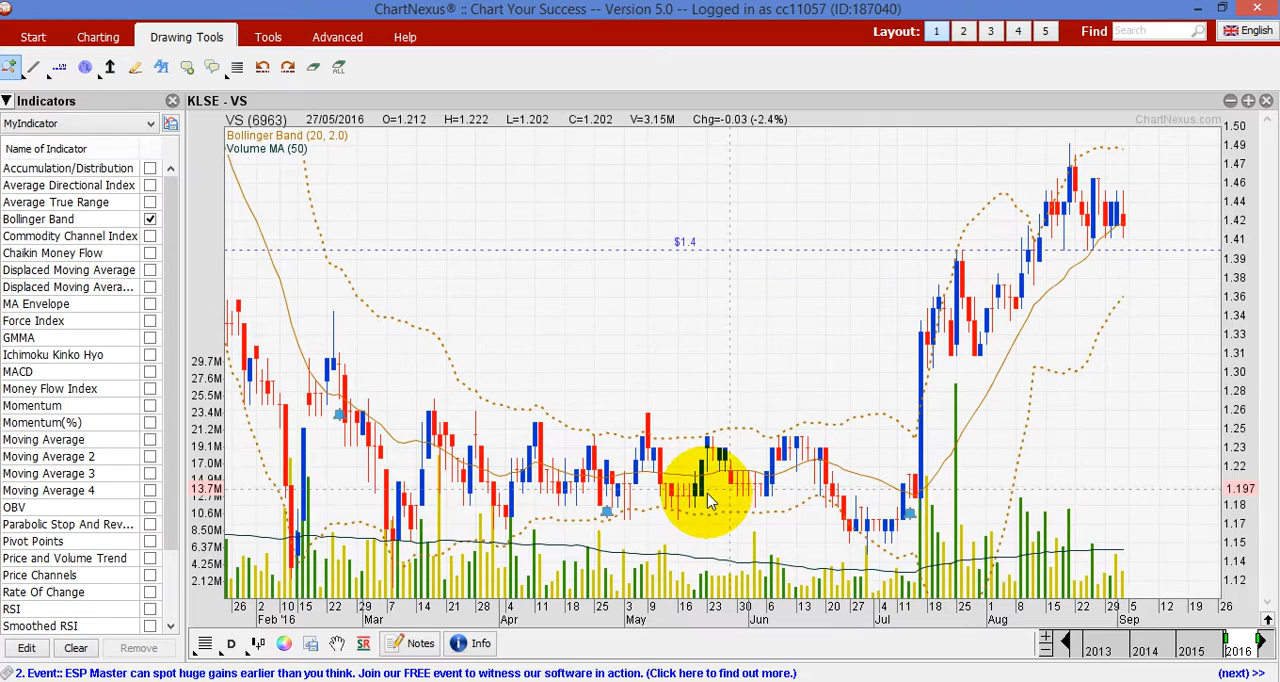 ChartNexus® :: Chart Your Success -- Version 5.0 -- Logged in as cc11057 (ID:187040)
Start Charting Drawing Tools Tools Advanced Help Layout: 1 2 3 4 5 Find Search English
ALL
Indicators
KLSE - VS
MyIndicator
VS (6963) 27/05/2016 O=1.212 H=1.222 L=1.202 C=1.202 V=3.15M Chg=-0.03 (-2.4%)
ChartNexus.com
Bollinger Band (20, 2.0)
Volume MA (50)
Name of Indicator
Accumulation/Distribution
Average Directional Index
Average True Range
Bollinger Band
Commodity Channel Index
Chaikin Money Flow
Displaced Moving Average
Displaced Moving Avera...
MA Envelope
Force Index
GMMA
Ichimoku Kinko Hyo
MACD
Money Flow Index
Momentum
Momentum(%)
Moving Average
Moving Average 2
Moving Average 3
Moving Average 4
OBV
Parabolic Stop And Rev...
Pivot Points
Price and Volume Trend
Price Channels
Rate Of Change
RSI
Smoothed RSI
Edit Clear Remove
$1.4
29.7M
27.6M
25.5M
23.4M
21.2M
19.1M
17.0M
14.9M
13.7M
12.7M
10.6M
8.50M
6.37M
4.25M
2.12M
1.50
1.49
1.47
1.46
1.44
1.42
1.41
1.39
1.38
1.36
1.34
1.33
1.31
1.30
1.28
1.26
1.25
1.23
1.22
1.197
1.18
1.17
1.15
1.14
1.12
26 2 10 15 22 29 7 14 21 28 4 11 18 25 3 9 16 23 30 6 13 20 27 4 11 18 25 1 8 15 22 29 5 12 19 26
Feb '16 Mar Apr May Jun Jul Aug Sep
D SR Notes Info
2013 2014 2015 2016
2. Event:: ESP Master can spot huge gains earlier than you think. Join our FREE event to witness our software in action. (Click here to find out more.) (next) >>